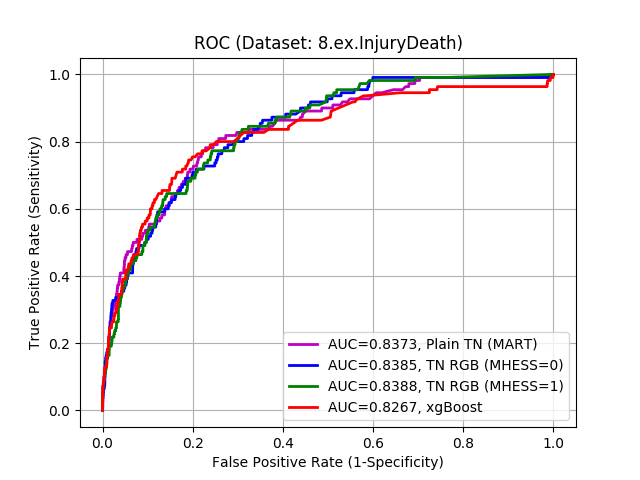 ROC (Dataset: 8.ex.InjuryDeath)
True Positive Rate (Sensitivity)
1.0
0.8
0.6
0.4
0.2
0.0
AUC=0.8373, Plain TN (MART)
AUC=0.8385, TN RGB (MHESS=0)
AUC=0.8388, TN RGB (MHESS=1)
AUC=0.8267, xgBoost
0.0 0.2 0.4 0.6 0.8 1.0
False Positive Rate (1-Specificity)